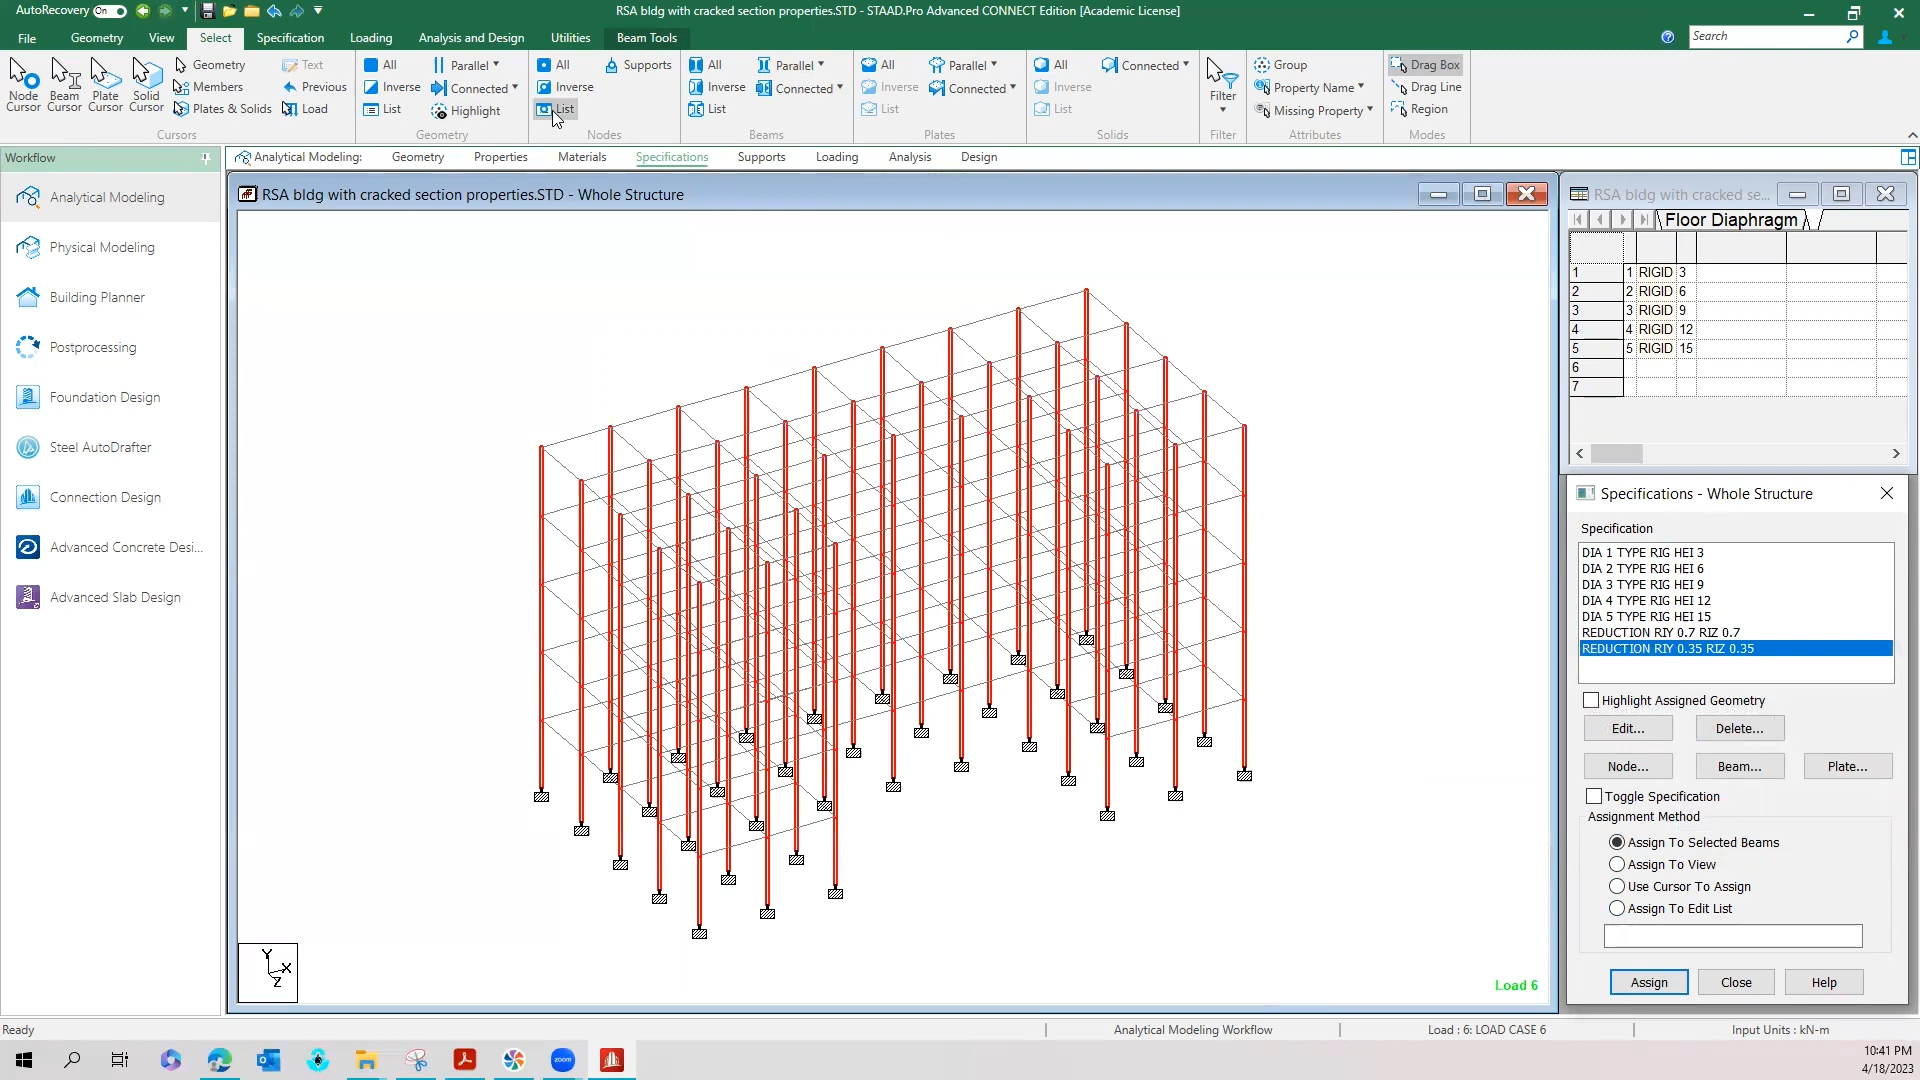 AutoRecovery On
RSA bldg with cracked section properties.STD - STAAD.Pro Advanced CONNECT Edition [Academic License]
File Geometry View Select Specification Loading Analysis and Design Utilities Beam Tools
Search
Node Cursor
Beam Cursor
Plate Cursor
Solid Cursor
Geometry
Members
Plates & Solids
Text
Previous
Load
Cursors
All
Inverse
List
Parallel
Connected
Highlight
Geometry
All
Inverse
List
Supports
Nodes
All
Inverse
List
Parallel
Connected
Beams
All
Inverse
List
Parallel
Connected
Plates
All
Inverse
List
Connected
Solids
Filter
Filter
Group
Property Name
Missing Property
Attributes
Drag Box
Drag Line
Region
Modes
Workflow
Analytical Modeling: Geometry Properties Materials Specifications Supports Loading Analysis Design
Analytical Modeling
Physical Modeling
Building Planner
Postprocessing
Foundation Design
Steel AutoDrafter
Connection Design
Advanced Concrete Desi...
Advanced Slab Design
RSA bldg with cracked section properties.STD - Whole Structure
Y
X
Z
Load 6
RSA bldg with cracked se...
Floor Diaphragm
1 1 RIGID 3
2 2 RIGID 6
3 3 RIGID 9
4 4 RIGID 12
5 5 RIGID 15
6
7
Specifications - Whole Structure
Specification
DIA 1 TYPE RIG HEI 3
DIA 2 TYPE RIG HEI 6
DIA 3 TYPE RIG HEI 9
DIA 4 TYPE RIG HEI 12
DIA 5 TYPE RIG HEI 15
REDUCTION RIY 0.7 RIZ 0.7
REDUCTION RIY 0.35 RIZ 0.35
Highlight Assigned Geometry
Edit... Delete...
Node... Beam... Plate...
Toggle Specification
Assignment Method
Assign To Selected Beams
Assign To View
Use Cursor To Assign
Assign To Edit List
Assign Close Help
Ready Analytical Modeling Workflow Load : 6: LOAD CASE 6 Input Units : kN-m
zoom
10:41 PM
4/18/2023